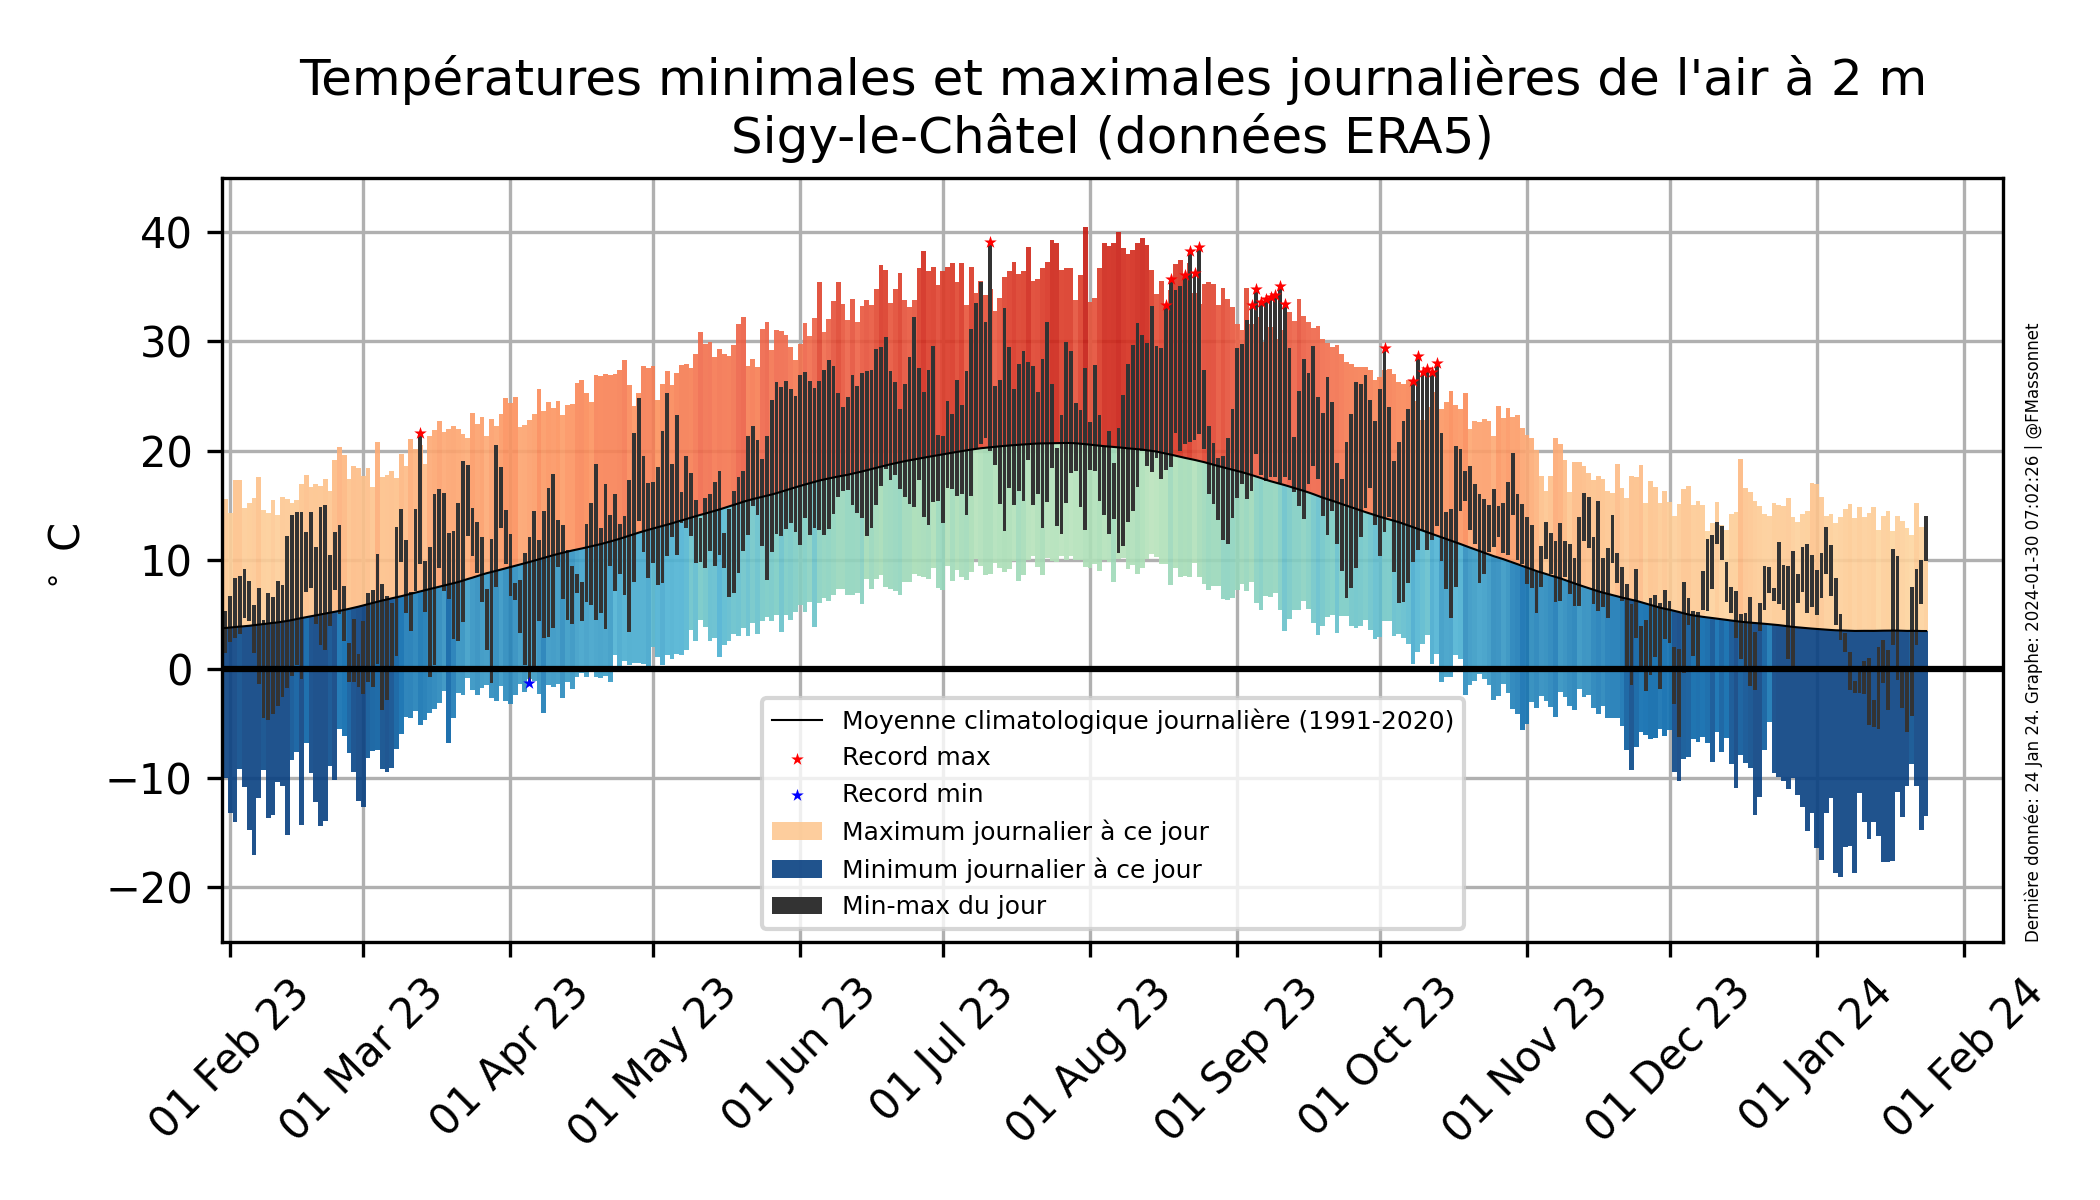 Températures minimales et maximales journalières de l'air à 2 m
Sigy-le-Châtel (données ERA5)
° C
40
30
20
10
0
−10
−20
Moyenne climatologique journalière (1991-2020)
Record max
Record min
Maximum journalier à ce jour
Minimum journalier à ce jour
Min-max du jour
01 Feb 23
01 Mar 23
01 Apr 23
01 May 23
01 Jun 23
01 Jul 23
01 Aug 23
01 Sep 23
01 Oct 23
01 Nov 23
01 Dec 23
01 Jan 24
01 Feb 24
Dernière donnée: 24 Jan 24. Graphe: 2024-01-30 07:02:26 | @FMassonnet